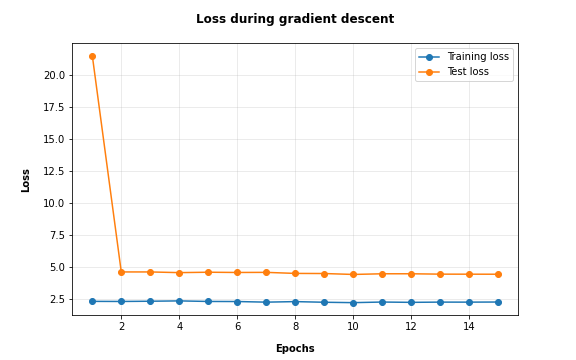 Loss during gradient descent
Training loss
Test loss
20.0
17.5
15.0
12.5
10.0
7.5
5.0
2.5
Loss
2 4 6 8 10 12 14
Epochs